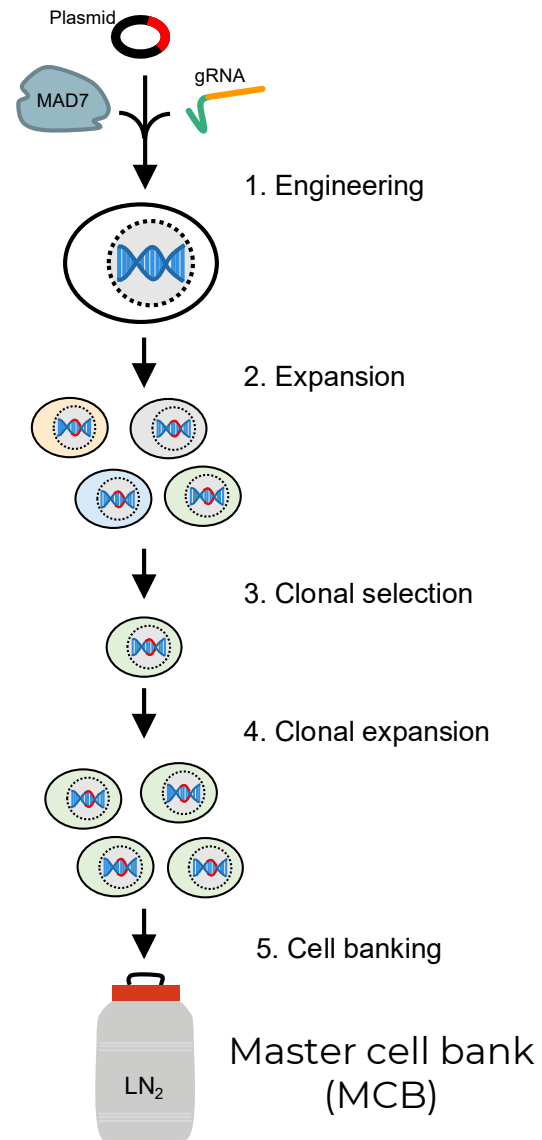 Plasmid
gRNA
MAD7
1. Engineering
2. Expansion
3. Clonal selection
4. Clonal expansion
5. Cell banking
LN₂
Master cell bank
(MCB)